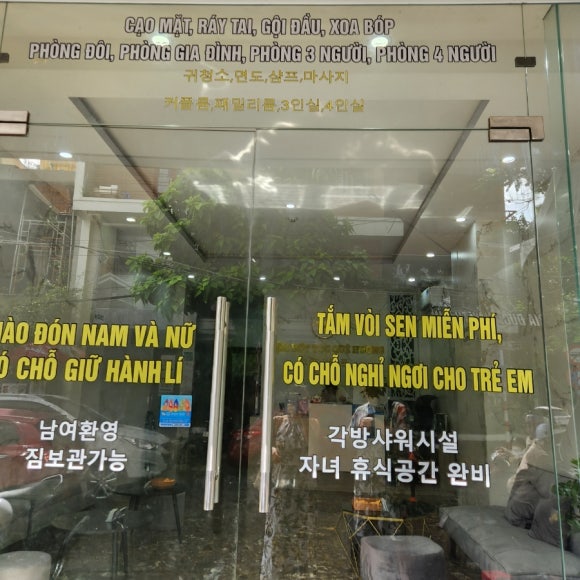 CẠO MẶT, RÁY TAI, GỘI ĐẦU, XOA BÓP
PHÒNG ĐÔI, PHÒNG GIA ĐÌNH, PHÒNG 3 NGƯỜI, PHÒNG 4 NGƯỜI
귀청소,면도,샴프,마사지
커플룸,패밀리룸,3인실,4인실
HÀO ĐÓN NAM VÀ NỮ
Ó CHỖ GIỮ HÀNH LÍ
남여환영
짐보관가능
TẮM VÒI SEN MIỄN PHÍ,
CÓ CHỖ NGHỈ NGƠI CHO TRẺ EM
각방샤워시설
자녀 휴식공간 완비